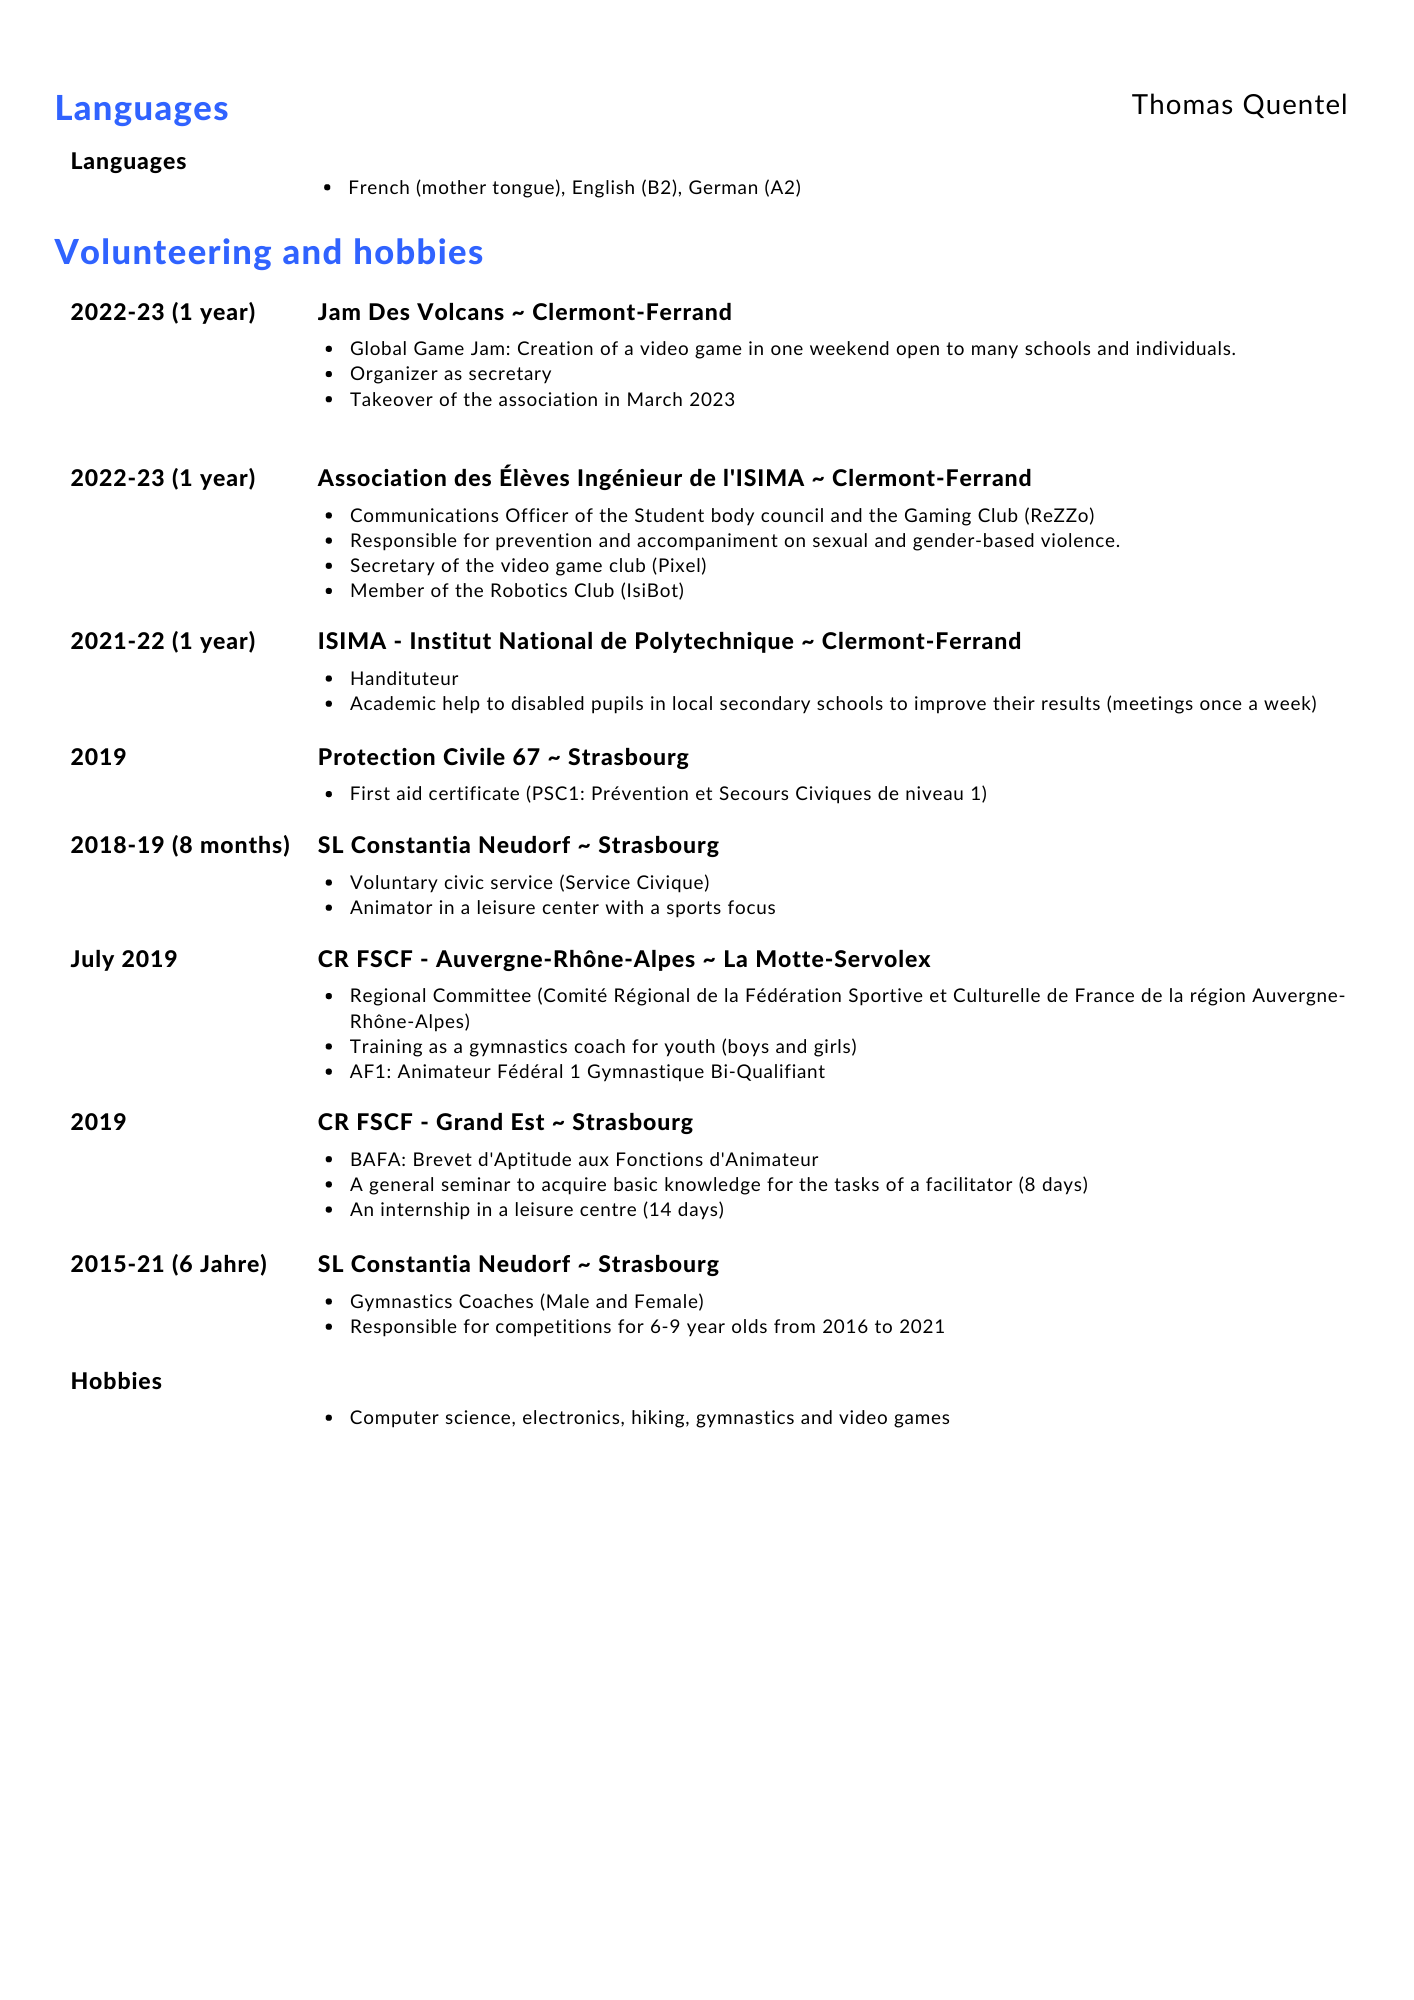 Languages
Thomas Quentel
Languages
• French (mother tongue), English (B2), German (A2)
Volunteering and hobbies
2022-23 (1 year) Jam Des Volcans ~ Clermont-Ferrand
• Global Game Jam: Creation of a video game in one weekend open to many schools and individuals.
• Organizer as secretary
• Takeover of the association in March 2023
2022-23 (1 year) Association des Élèves Ingénieur de l'ISIMA ~ Clermont-Ferrand
• Communications Officer of the Student body council and the Gaming Club (ReZZo)
• Responsible for prevention and accompaniment on sexual and gender-based violence.
• Secretary of the video game club (Pixel)
• Member of the Robotics Club (IsiBot)
2021-22 (1 year) ISIMA - Institut National de Polytechnique ~ Clermont-Ferrand
• Handituteur
• Academic help to disabled pupils in local secondary schools to improve their results (meetings once a week)
2019 Protection Civile 67 ~ Strasbourg
• First aid certificate (PSC1: Prévention et Secours Civiques de niveau 1)
2018-19 (8 months) SL Constantia Neudorf ~ Strasbourg
• Voluntary civic service (Service Civique)
• Animator in a leisure center with a sports focus
July 2019 CR FSCF - Auvergne-Rhône-Alpes ~ La Motte-Servolex
• Regional Committee (Comité Régional de la Fédération Sportive et Culturelle de France de la région Auvergne-
Rhône-Alpes)
• Training as a gymnastics coach for youth (boys and girls)
• AF1: Animateur Fédéral 1 Gymnastique Bi-Qualifiant
2019 CR FSCF - Grand Est ~ Strasbourg
• BAFA: Brevet d'Aptitude aux Fonctions d'Animateur
• A general seminar to acquire basic knowledge for the tasks of a facilitator (8 days)
• An internship in a leisure centre (14 days)
2015-21 (6 Jahre) SL Constantia Neudorf ~ Strasbourg
• Gymnastics Coaches (Male and Female)
• Responsible for competitions for 6-9 year olds from 2016 to 2021
Hobbies
• Computer science, electronics, hiking, gymnastics and video games